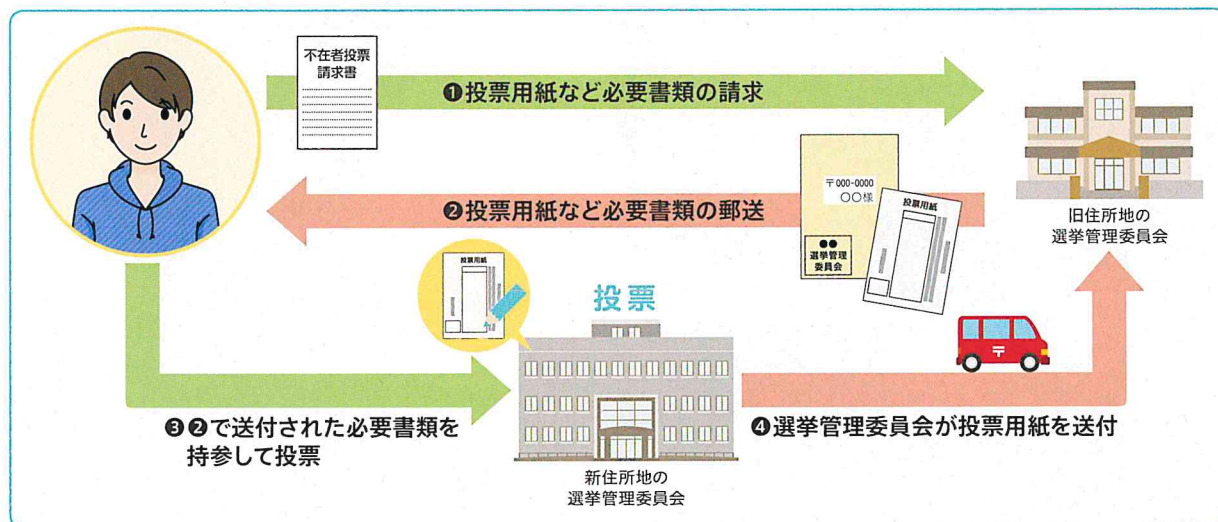 不在者投票
請求書
❶投票用紙など必要書類の請求
〒000-0000
〇〇様
投票用紙
●●
選挙管理
委員会
旧住所地の
選挙管理委員会
❷投票用紙など必要書類の郵送
投票用紙
投票
〒
❸❷で送付された必要書類を
持参して投票
新住所地の
選挙管理委員会
❹選挙管理委員会が投票用紙を送付